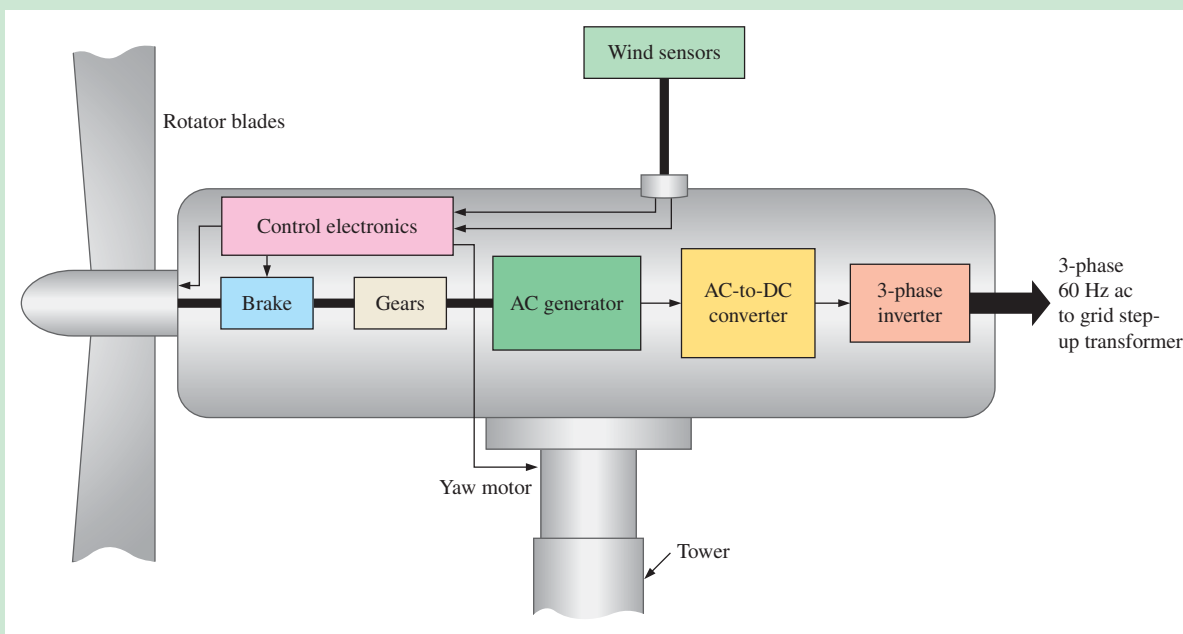 Wind sensors
Rotator blades
Control electronics
Brake
Gears
AC generator
AC-to-DC
converter
3-phase
inverter
3-phase
60 Hz ac
to grid step-
up transformer
Yaw motor
Tower